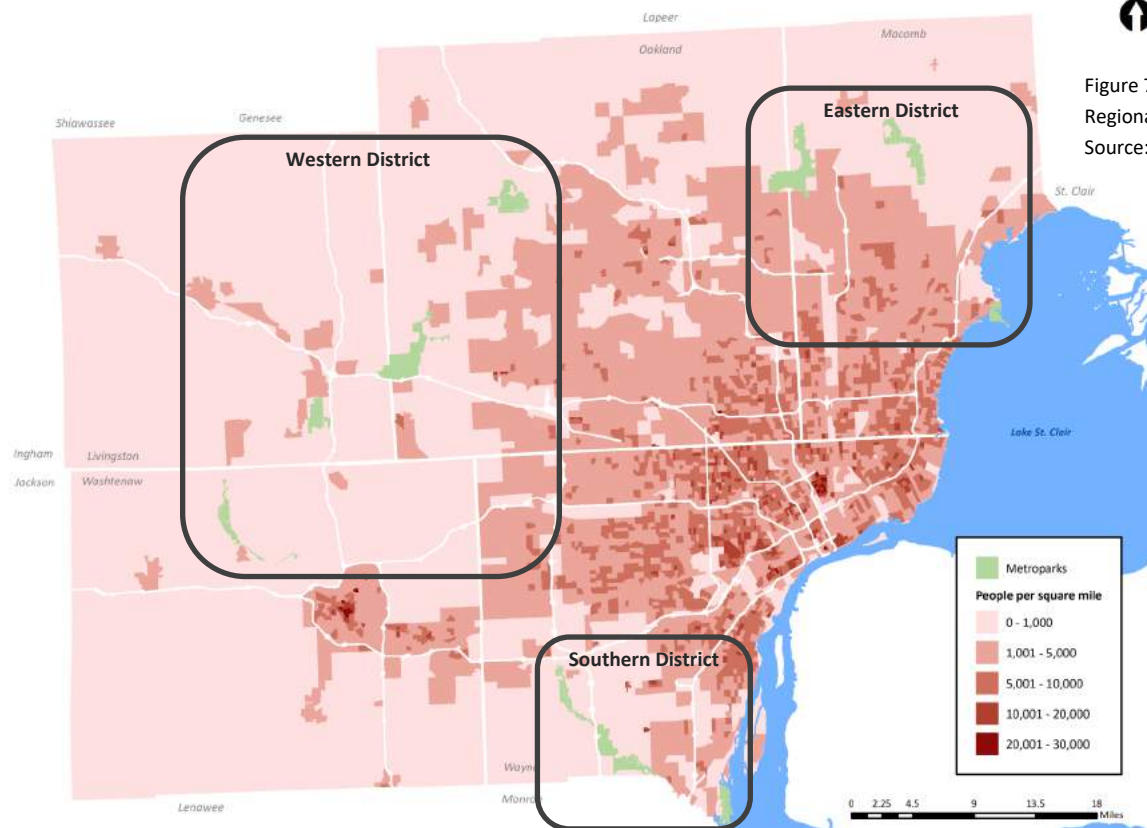 Lapeer
Oakland
Macomb
Figure 7
Regiona
Source:
Shiawassee
Genesee
Eastern District
Western District
St. Clair
Lake St. Clair
Ingham
Livingston
Jackson
Washtenaw
Metroparks
People per square mile
0 - 1,000
1,001 - 5,000
5,001 - 10,000
10,001 - 20,000
20,001 - 30,000
Southern District
Wayne
Monroe
Lenawee
0 2.25 4.5 9 13.5 18
Miles